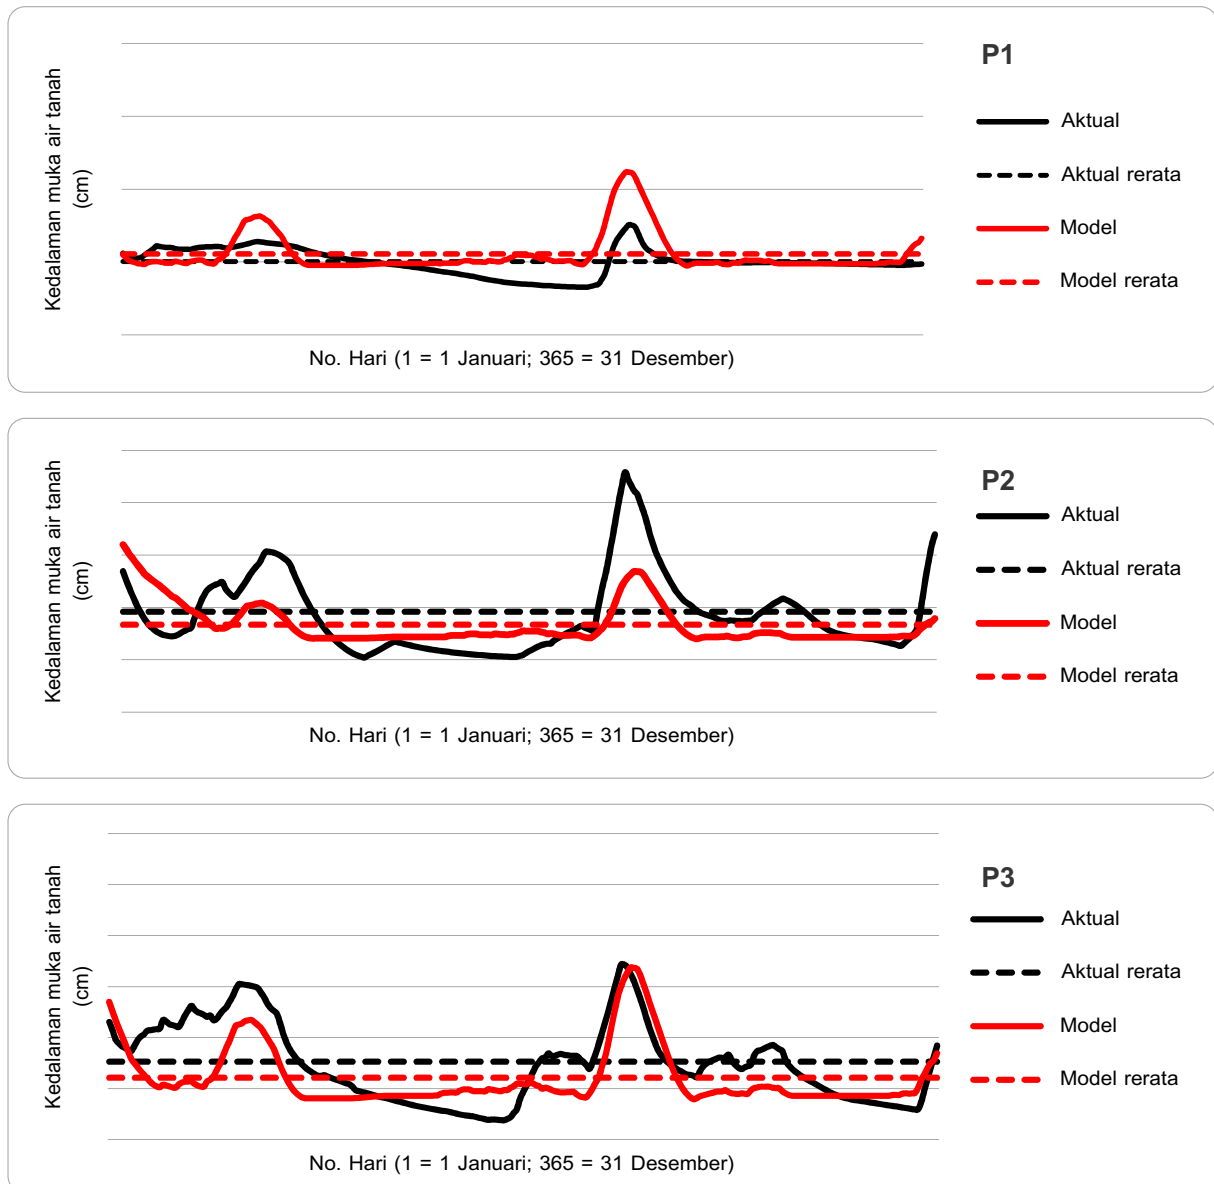 Kedalaman muka air tanah
(cm)
P1
Aktual
Aktual rerata
Model
Model rerata
No. Hari (1 = 1 Januari; 365 = 31 Desember)
Kedalaman muka air tanah
(cm)
P2
Aktual
Aktual rerata
Model
Model rerata
No. Hari (1 = 1 Januari; 365 = 31 Desember)
Kedalaman muka air tanah
(cm)
P3
Aktual
Aktual rerata
Model
Model rerata
No. Hari (1 = 1 Januari; 365 = 31 Desember)